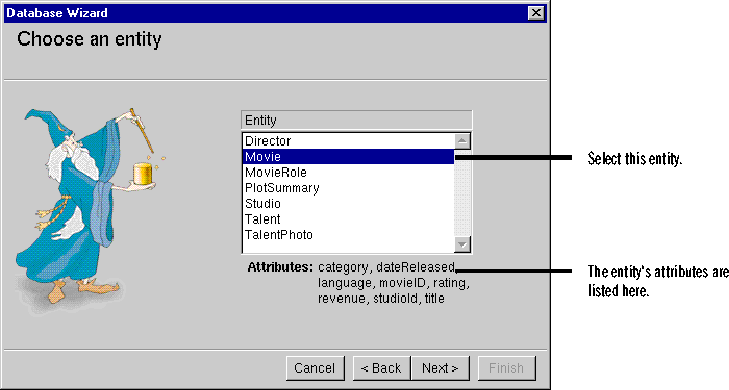 Database Wizard
Choose an entity
Entity
Director
Movie
Select this entity.
MovieRole
PlotSummary
Studio
Talent
TalentPhoto
Attributes: category, dateReleased,
language, movieID, rating,
revenue, studioId, title
The entity's attributes are
listed here.
Cancel
< Back
Next >
Finish